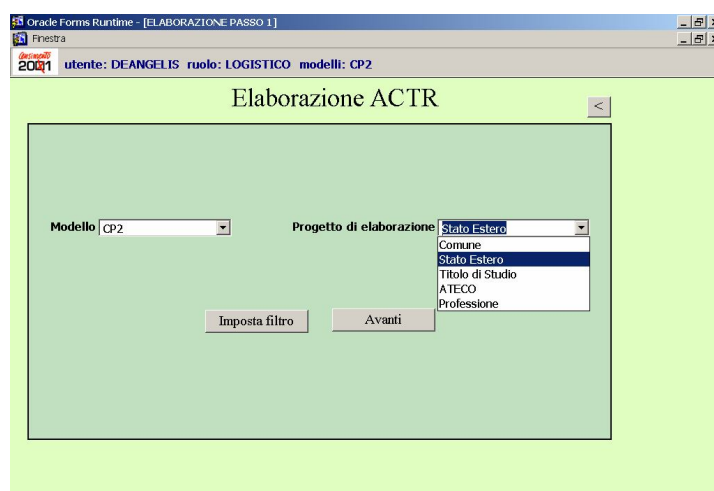 Oracle Forms Runtime - [ELABORAZIONE PASSO 1]
Finestra
Censimento 2001 utente: DEANGELIS ruolo: LOGISTICO modelli: CP2
Elaborazione ACTR
<
Modello CP2 Progetto di elaborazione Stato Estero
Comune
Stato Estero
Titolo di Studio
ATECO
Professione
Imposta filtro Avanti